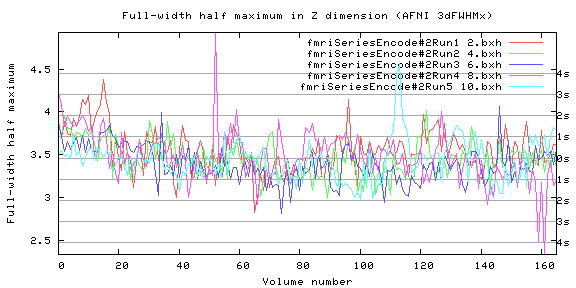 Full-width half maximum in Z dimension (AFNI 3dFWHMx)
fmriSeriesEncode#2Run1 2.bxh
fmriSeriesEncode#2Run2 4.bxh
fmriSeriesEncode#2Run3 6.bxh
fmriSeriesEncode#2Run4 8.bxh
fmriSeriesEncode#2Run5 10.bxh
Full-width half maximum
4.5
4
3.5
3
2.5
4s
3s
2s
1s
0s
1s
2s
3s
4s
0 20 40 60 80 100 120 140 160
Volume number